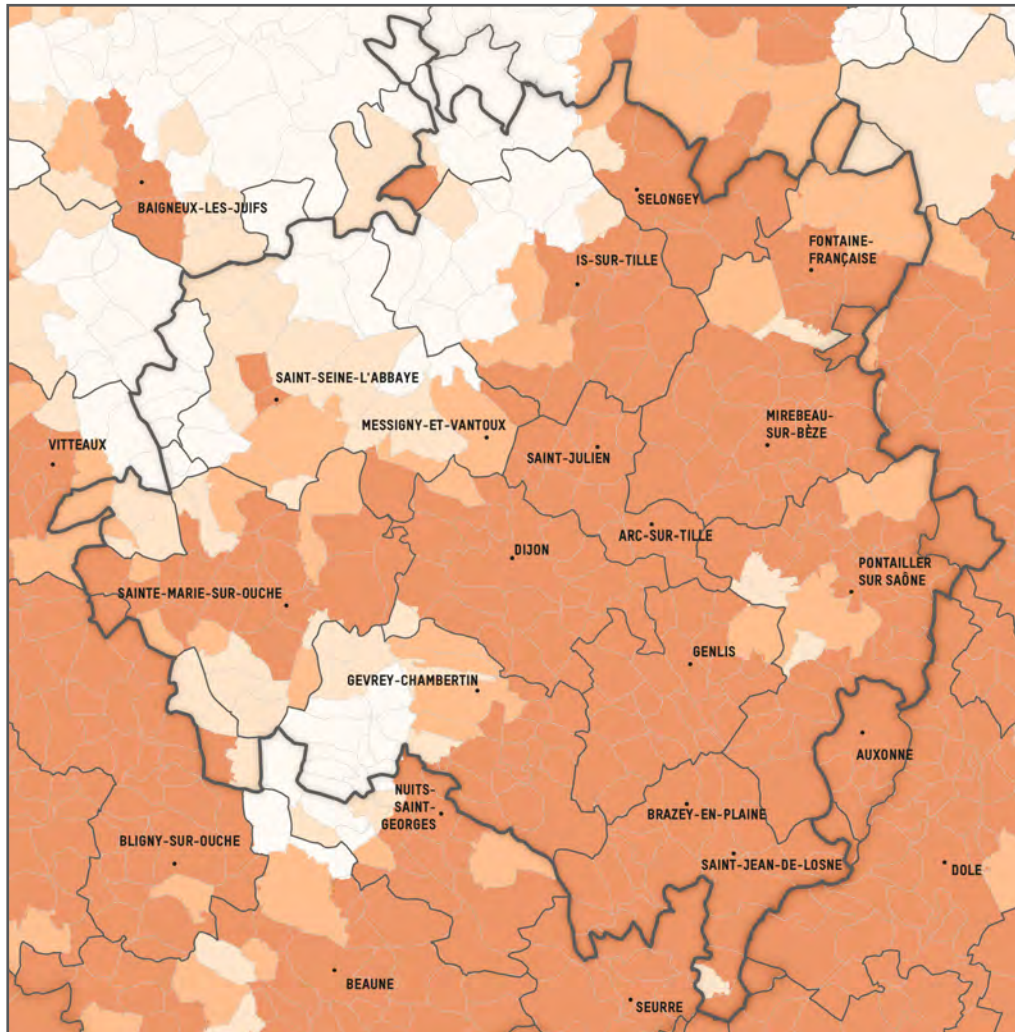 SELONGEY
BAIGNEUX-LES-JUIFS
FONTAINE-
FRANÇAISE
IS-SUR-TILLE
SAINT-SEINE-L'ABBAYE
MESSIGNY-ET-VANTOUX
MIREBEAU-
SUR-BÈZE
VITTEAUX
SAINT-JULIEN
ARC-SUR-TILLE
DIJON
PONTAILLER
SUR SAÔNE
SAINTE-MARIE-SUR-OUCHE
GENLIS
GEVREY-CHAMBERTIN
AUXONNE
NUITS-
SAINT-
GEORGES
BRAZEY-EN-PLAINE
BLIGNY-SUR-OUCHE
SAINT-JEAN-DE-LOSNE
DOLE
BEAUNE
SEURRE